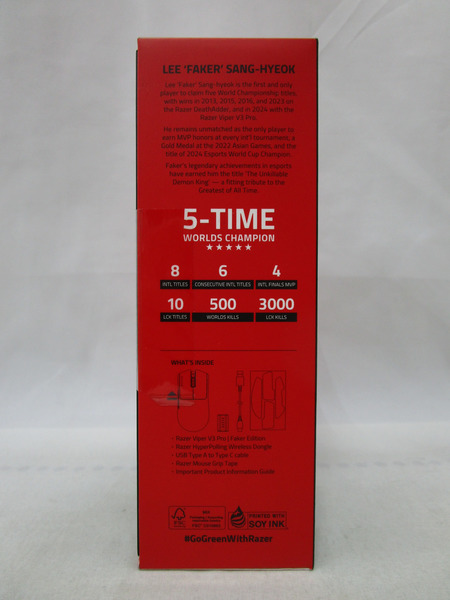 LEE 'FAKER' SANG-HYEOK
Lee 'Faker' Sang-hyeok is the first and only
player to claim five World Championship titles,
with wins in 2013, 2015, 2016, and 2023 on
the Razer DeathAdder, and in 2024 with the
Razer Viper V3 Pro.
He remains unmatched as the only player to
earn MVP honors at every int'l tournament, a
Gold Medal at the 2022 Asian Games, and the
title of 2024 Esports World Cup Champion.
Faker's legendary achievements in esports
have earned him the title 'The Unkillable
Demon King' — a fitting tribute to the
Greatest of All Time.
5-TIME
WORLDS CHAMPION
8 6 4
INTL TITLES CONSECUTIVE INTL TITLES INTL FINALS MVP
10 500 3000
LCK TITLES WORLDS KILLS LCK KILLS
WHAT'S INSIDE
• Razer Viper V3 Pro | Faker Edition
• Razer HyperPolling Wireless Dongle
• USB Type A to Type C cable
• Razer Mouse Grip Tape
• Important Product Information Guide
FSC
MIX
PRINTED WITH
SOY INK
#GoGreenWithRazer